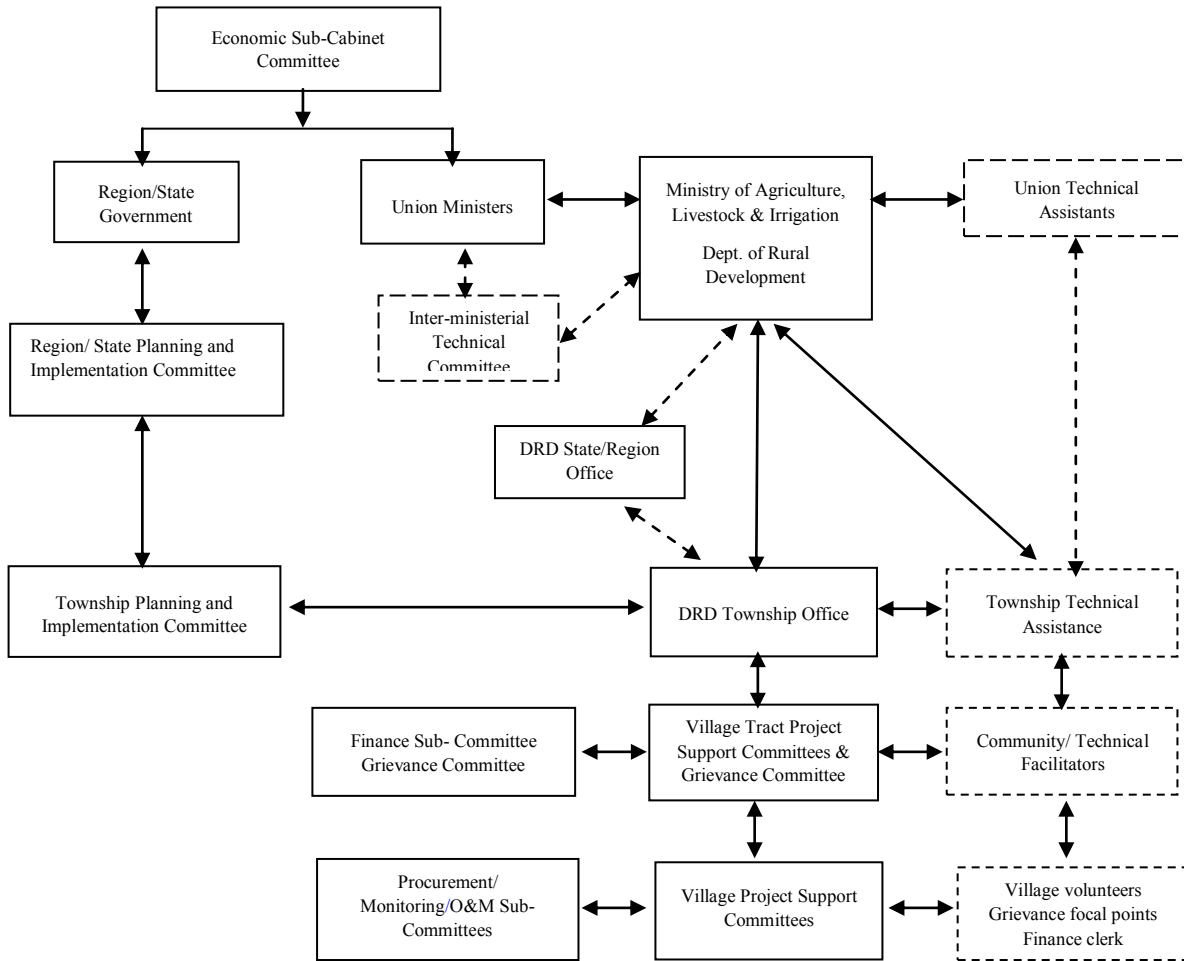 Economic Sub-Cabinet
Committee
Region/State
Government
Union Ministers
Ministry of Agriculture,
Livestock & Irrigation
Dept. of Rural
Development
Union Technical
Assistants
Inter-ministerial
Technical
Committee
Region/ State Planning and
Implementation Committee
DRD State/Region
Office
Township Planning and
Implementation Committee
DRD Township Office
Township Technical
Assistance
Finance Sub- Committee
Grievance Committee
Village Tract Project
Support Committees &
Grievance Committee
Community/ Technical
Facilitators
Procurement/
Monitoring/O&M Sub-
Committees
Village Project Support
Committees
Village volunteers
Grievance focal points
Finance clerk